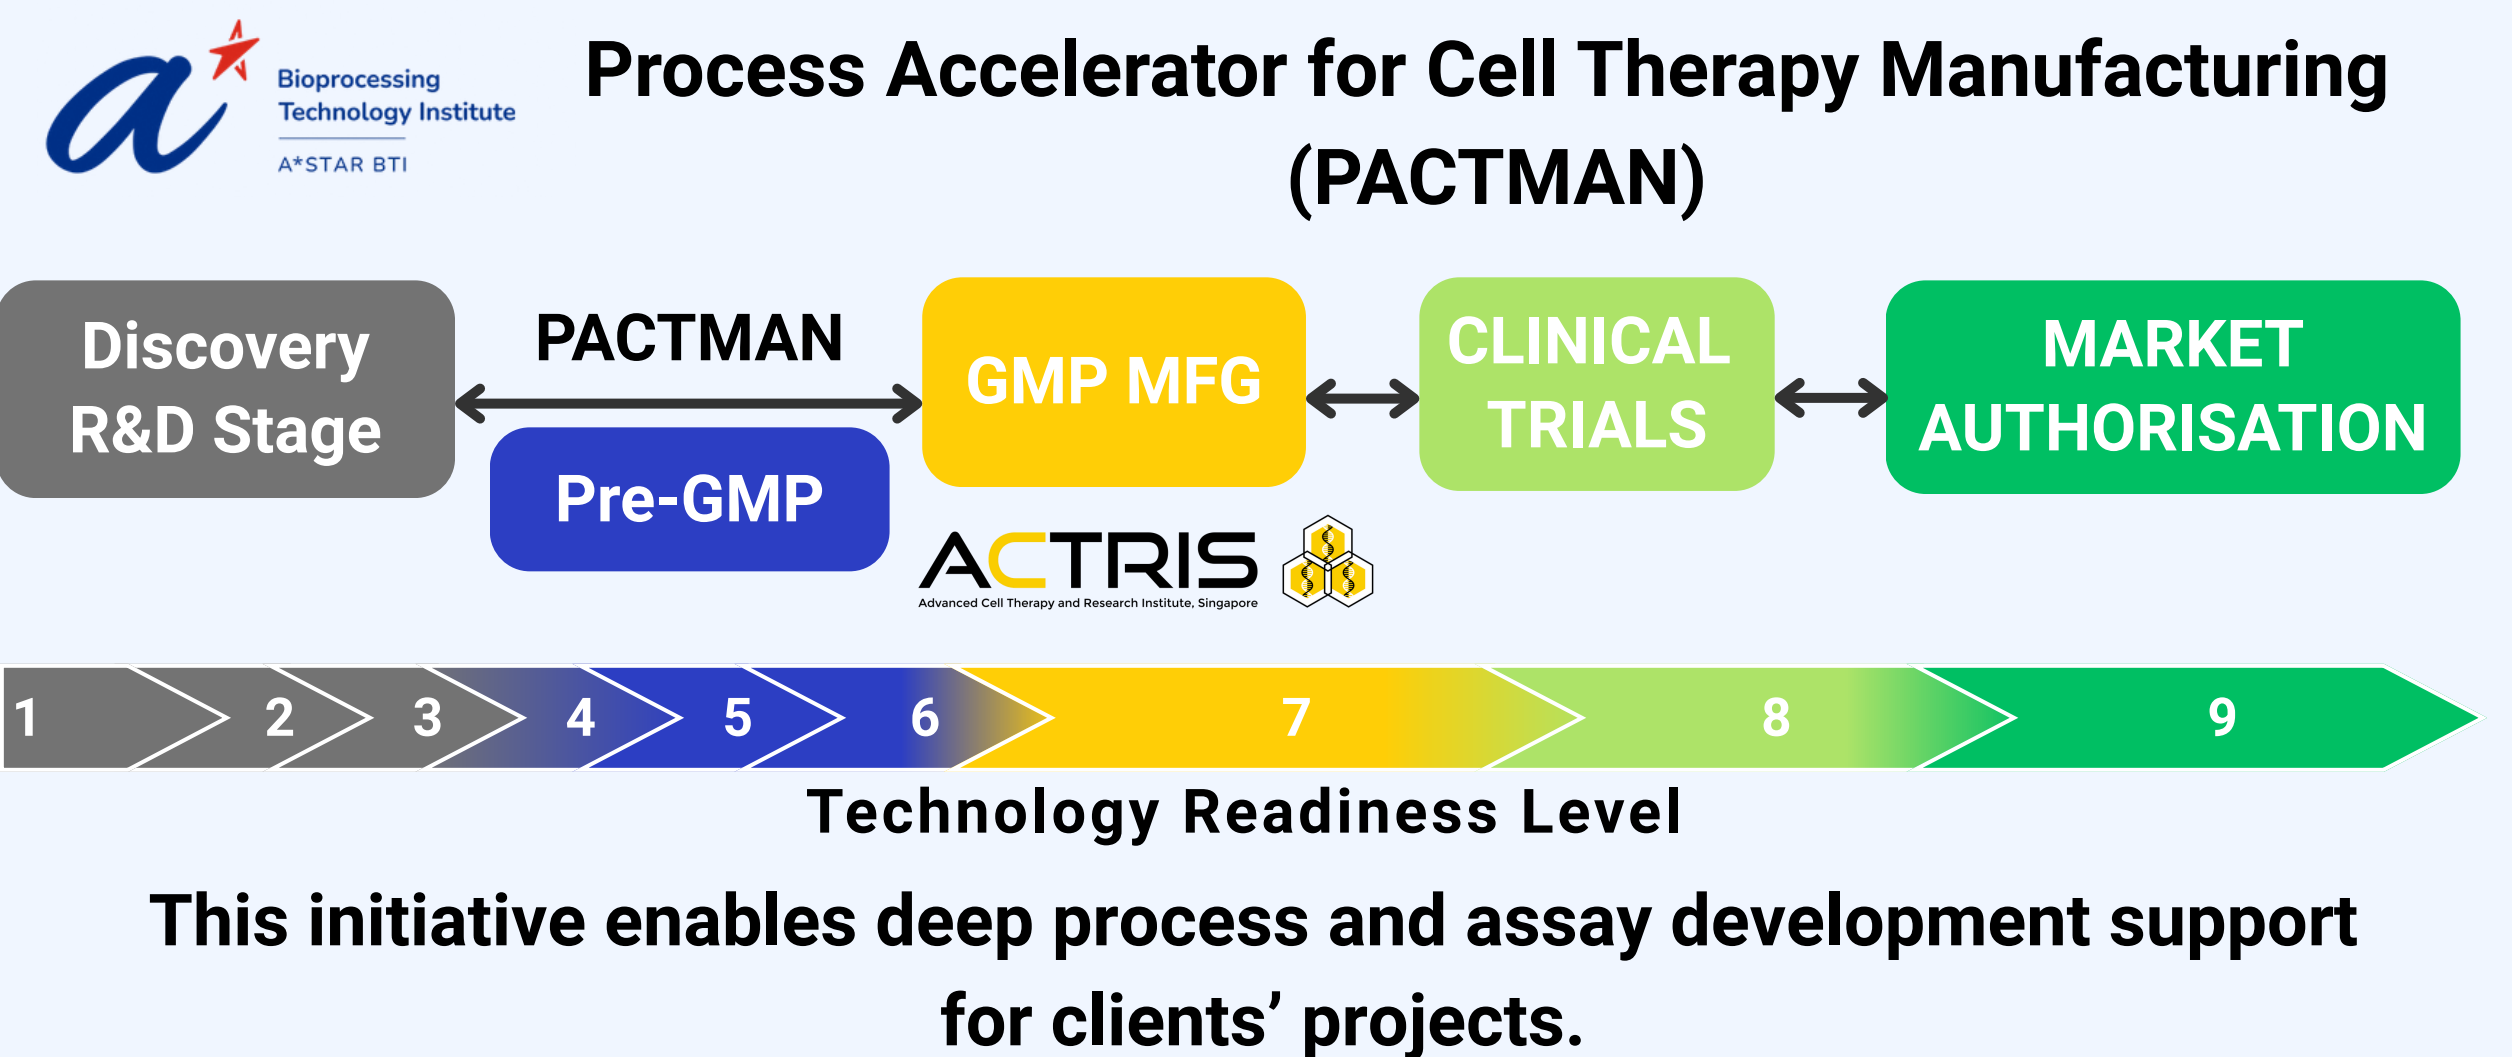 Bioprocessing
Technology Institute
A*STAR BTI
Process Accelerator for Cell Therapy Manufacturing
(PACTMAN)
Discovery
R&D Stage
PACTMAN
Pre-GMP
GMP MFG
CLINICAL
TRIALS
MARKET
AUTHORISATION
ACTRIS
Advanced Cell Therapy and Research Institute, Singapore
1 2 3 4 5 6 7 8 9
Technology Readiness Level
This initiative enables deep process and assay development support
for clients’ projects.